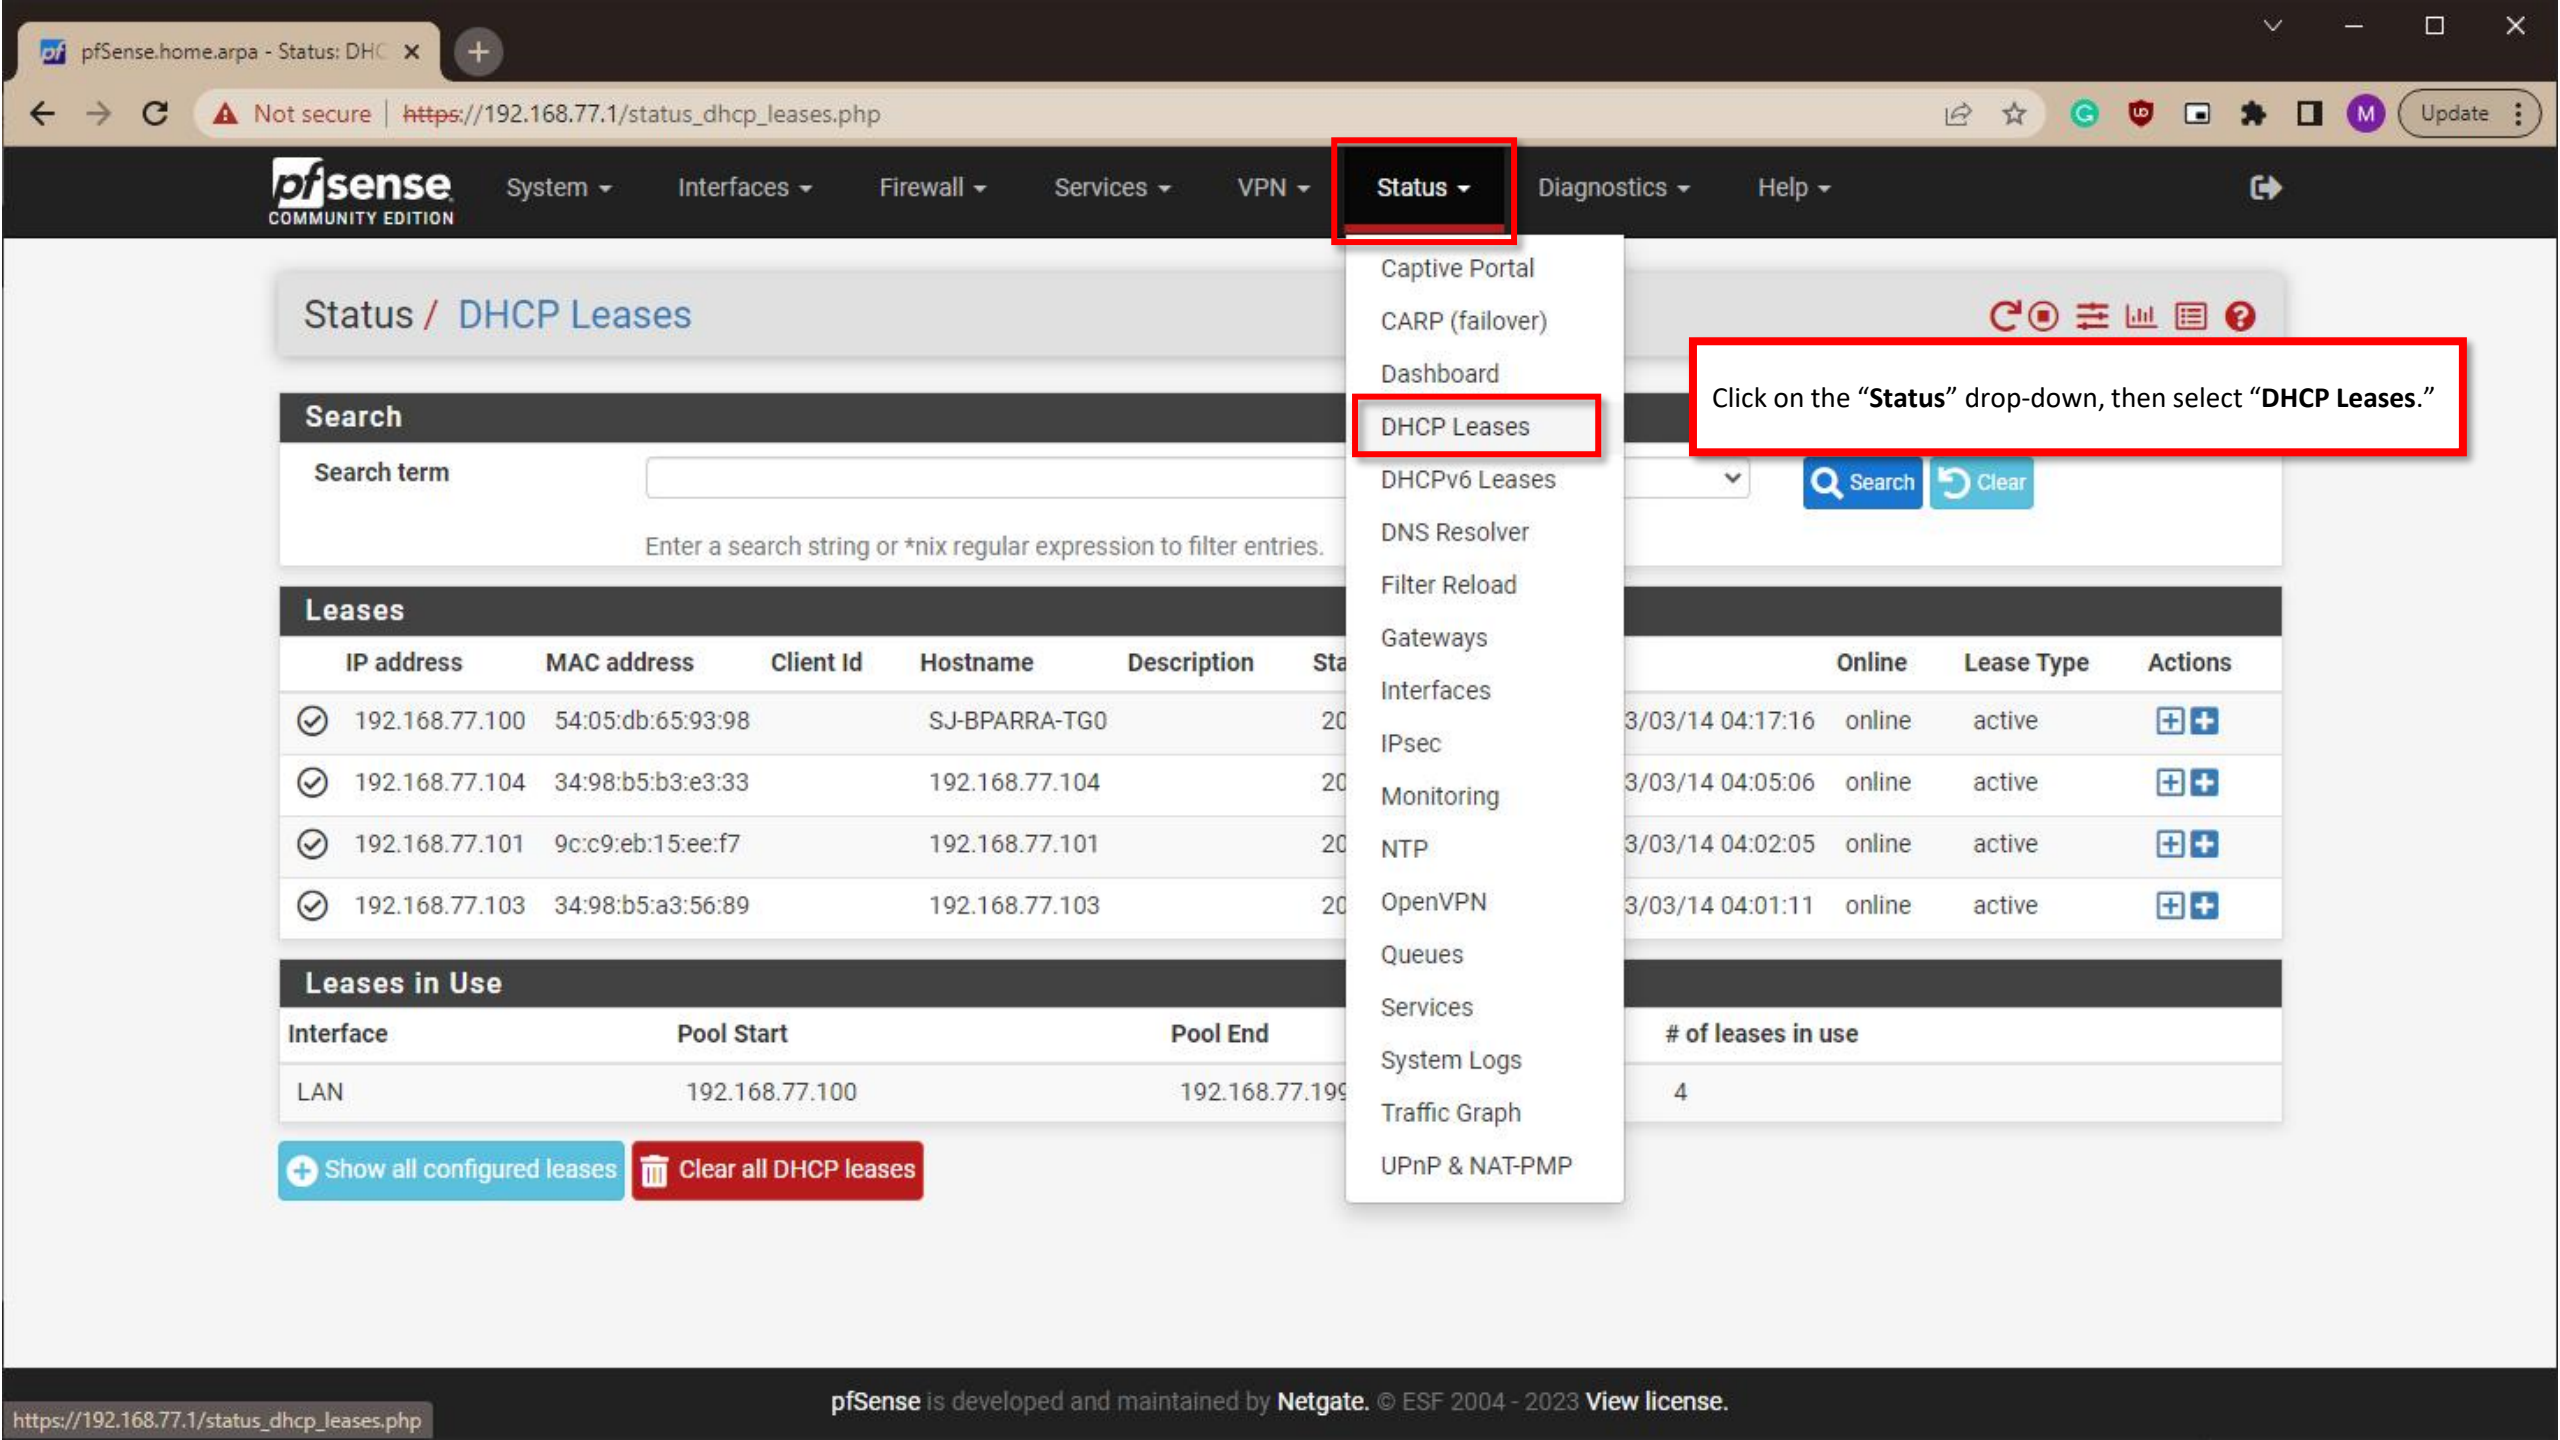 pfSense.home.arpa - Status: DHC
Not secure | https://192.168.77.1/status_dhcp_leases.php
Update
M
pfsense
COMMUNITY EDITION
System
Interfaces
Firewall
Services
VPN
Status
Diagnostics
Help
Status / DHCP Leases
Captive Portal
CARP (failover)
Dashboard
DHCP Leases
DHCPv6 Leases
DNS Resolver
Filter Reload
Gateways
Interfaces
IPsec
Monitoring
NTP
OpenVPN
Queues
Services
System Logs
Traffic Graph
UPnP & NAT-PMP
Click on the “Status” drop-down, then select “DHCP Leases.”
Search
Search term
Search
Clear
Enter a search string or *nix regular expression to filter entries.
Leases
IP address MAC address Client Id Hostname Description Sta Online Lease Type Actions
192.168.77.100 54:05:db:65:93:98 SJ-BPARRA-TG0 20 3/03/14 04:17:16 online active
192.168.77.104 34:98:b5:b3:e3:33 192.168.77.104 20 3/03/14 04:05:06 online active
192.168.77.101 9c:c9:eb:15:ee:f7 192.168.77.101 20 3/03/14 04:02:05 online active
192.168.77.103 34:98:b5:a3:56:89 192.168.77.103 20 3/03/14 04:01:11 online active
Leases in Use
Interface Pool Start Pool End # of leases in use
LAN 192.168.77.100 192.168.77.199 4
Show all configured leases
Clear all DHCP leases
pfSense is developed and maintained by Netgate. © ESF 2004 - 2023 View license.
https://192.168.77.1/status_dhcp_leases.php